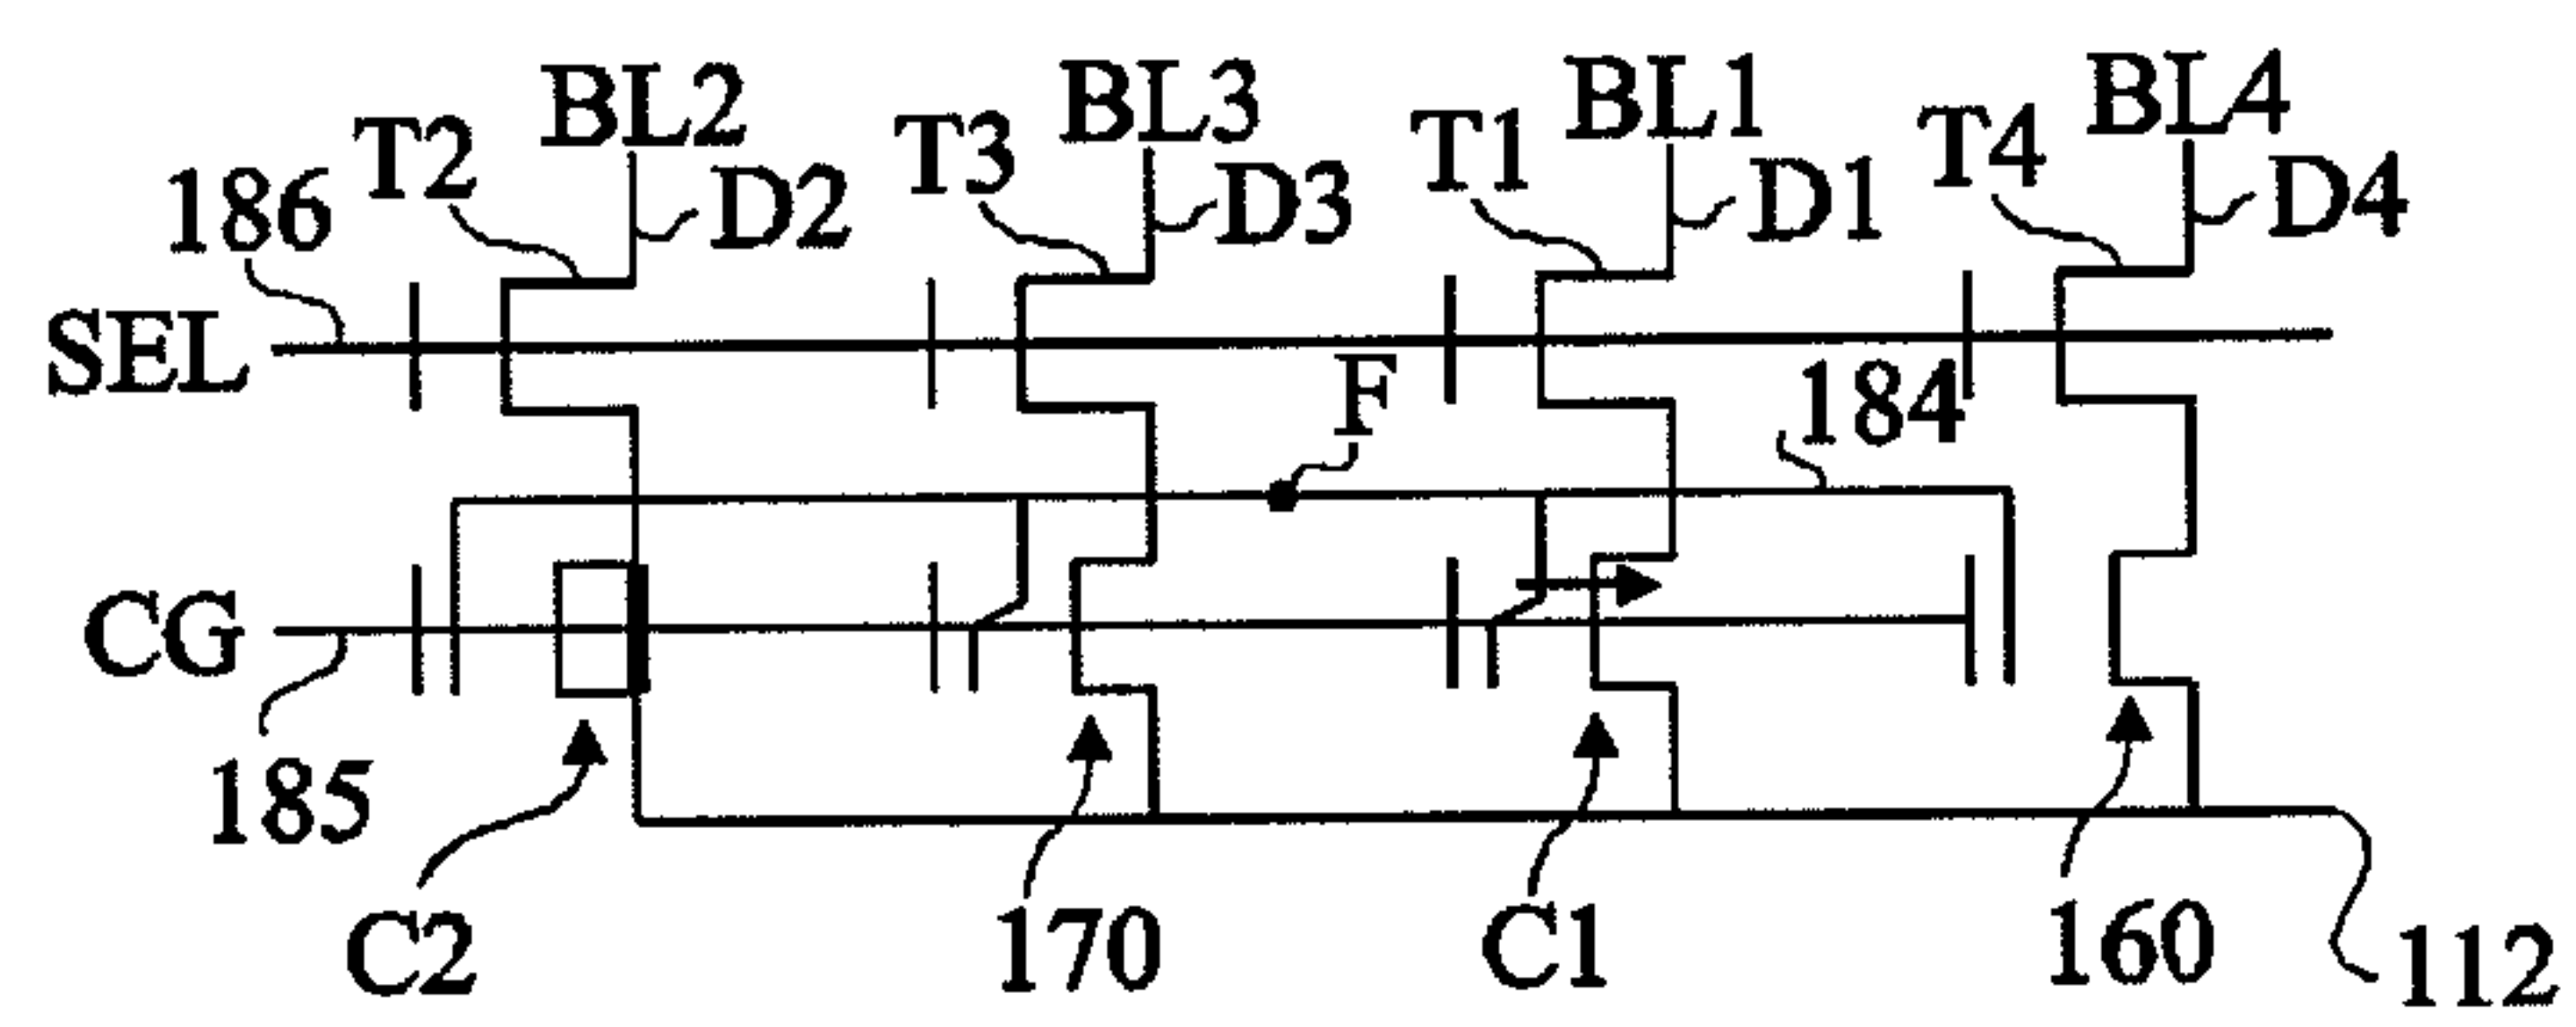 BL2 BL3 BL1 BL4
T2 T3 T1 T4
186 D2 D3 D1 D4
SEL
F 184
CG
185
C2 170 C1 160 112